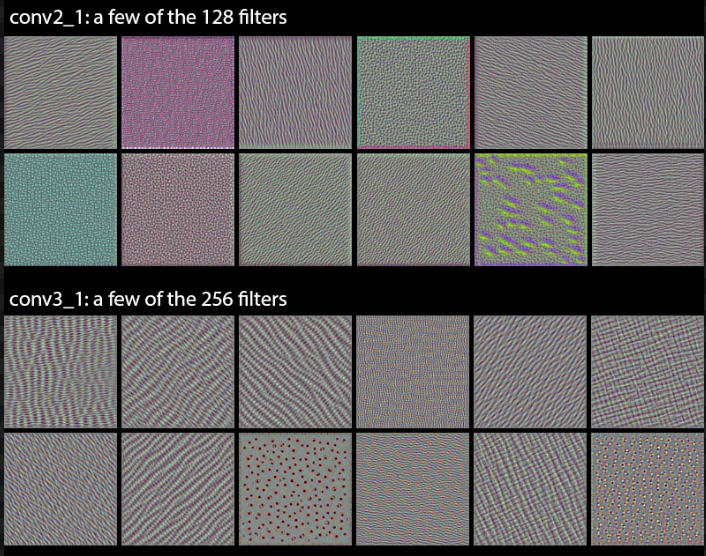 conv2_1: a few of the 128 filters
conv3_1: a few of the 256 filters